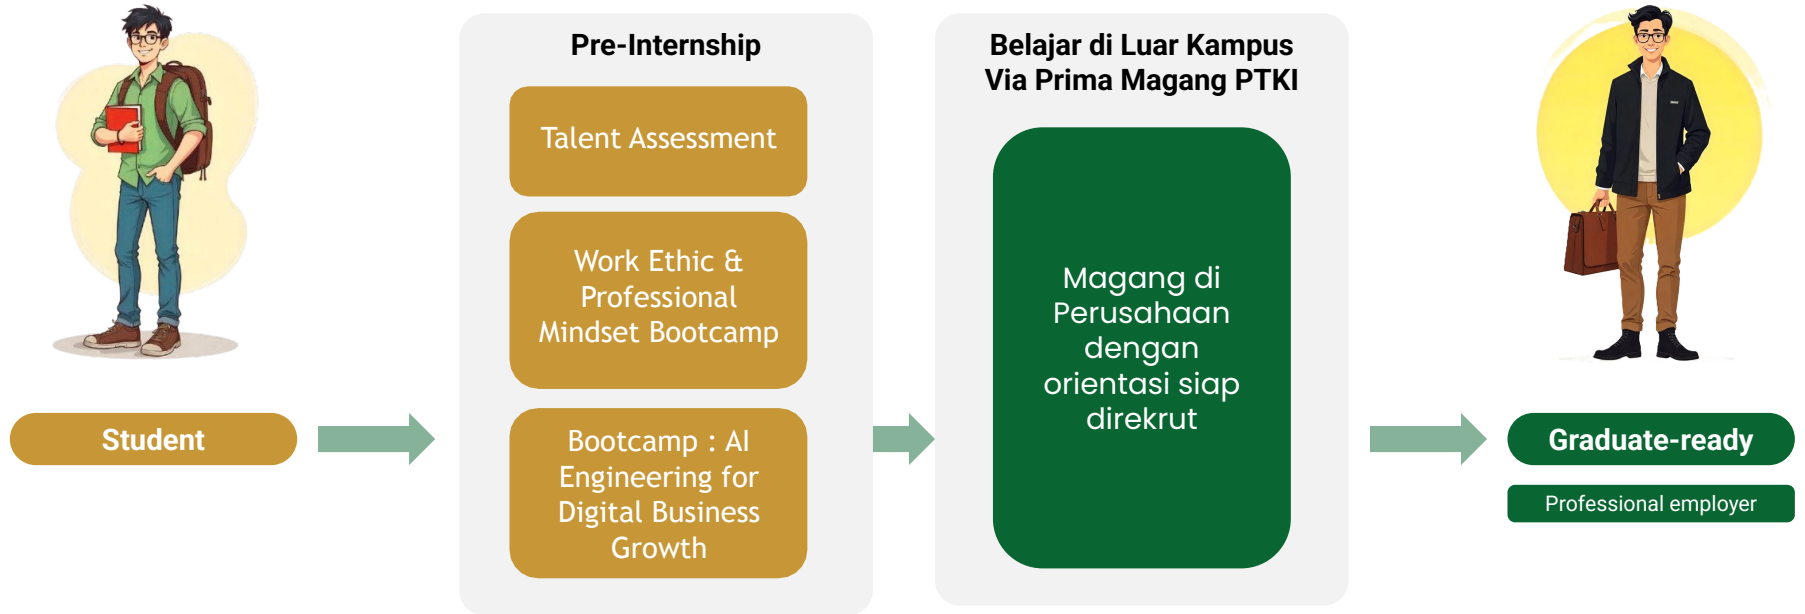 Student
Pre-Internship
Talent Assessment
Work Ethic &
Professional
Mindset Bootcamp
Bootcamp : AI
Engineering for
Digital Business
Growth
Belajar di Luar Kampus
Via Prima Magang PTKI
Magang di
Perusahaan
dengan
orientasi siap
direkrut
Graduate-ready
Professional employer